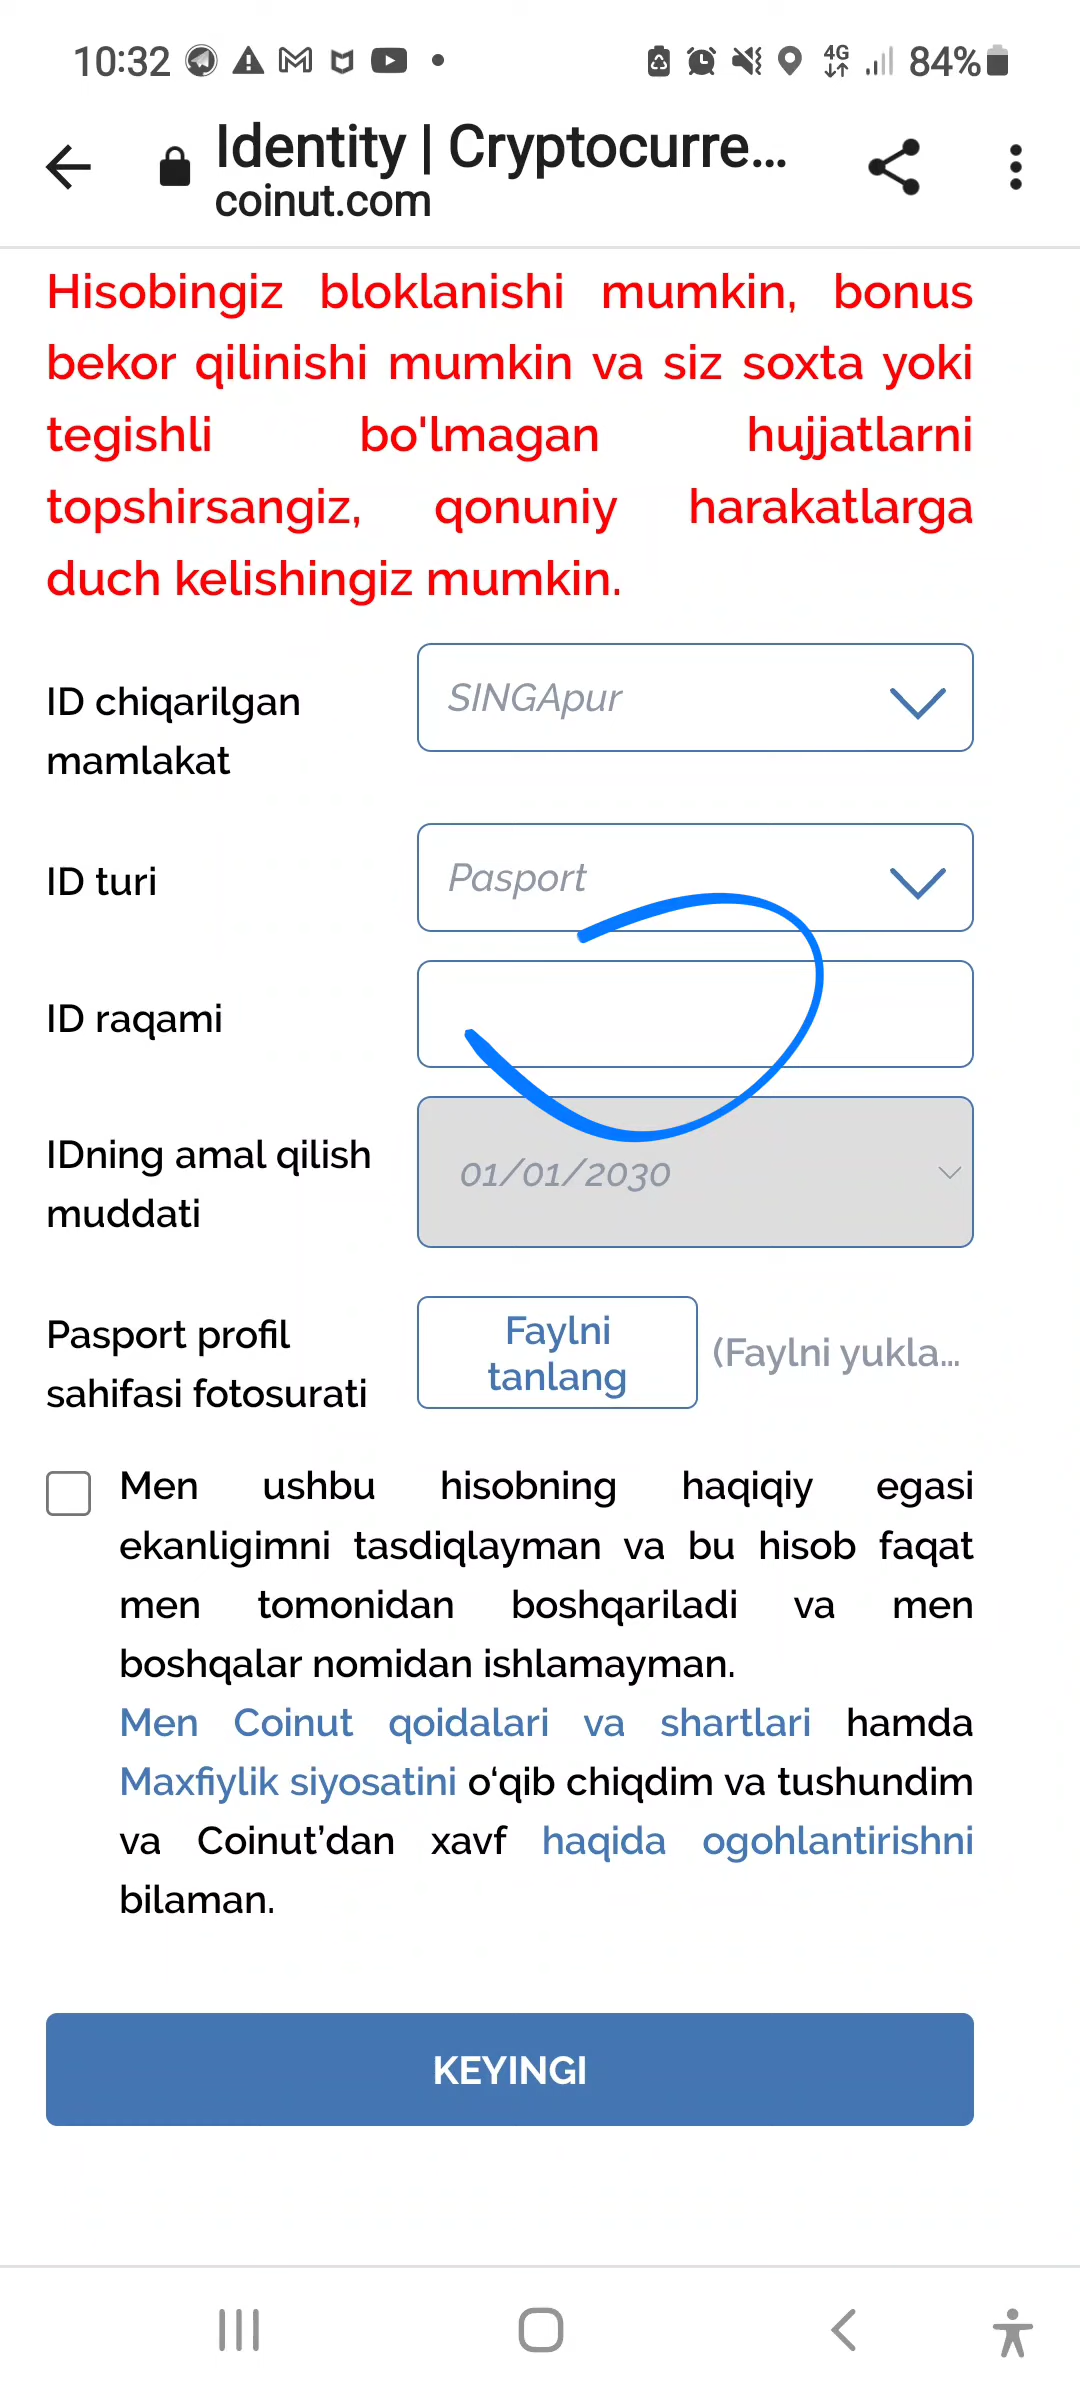 10:32
4G 84%
Identity | Cryptocurre...
coinut.com
Hisobingiz bloklanishi mumkin, bonus
bekor qilinishi mumkin va siz soxta yoki
tegishli bo'lmagan hujjatlarni
topshirsangiz, qonuniy harakatlarga
duch kelishingiz mumkin.
ID chiqarilgan
mamlakat
SINGApur
ID turi
Pasport
ID raqami
IDning amal qilish
muddati
01/01/2030
Pasport profil
sahifasi fotosurati
Faylni
tanlang
(Faylni yukla...
Men ushbu hisobning haqiqiy egasi
ekanligimni tasdiqlayman va bu hisob faqat
men tomonidan boshqariladi va men
boshqalar nomidan ishlamayman.
Men Coinut qoidalari va shartlari hamda
Maxfiylik siyosatini oʻqib chiqdim va tushundim
va Coinut’dan xavf haqida ogohlantirishni
bilaman.
KEYINGI